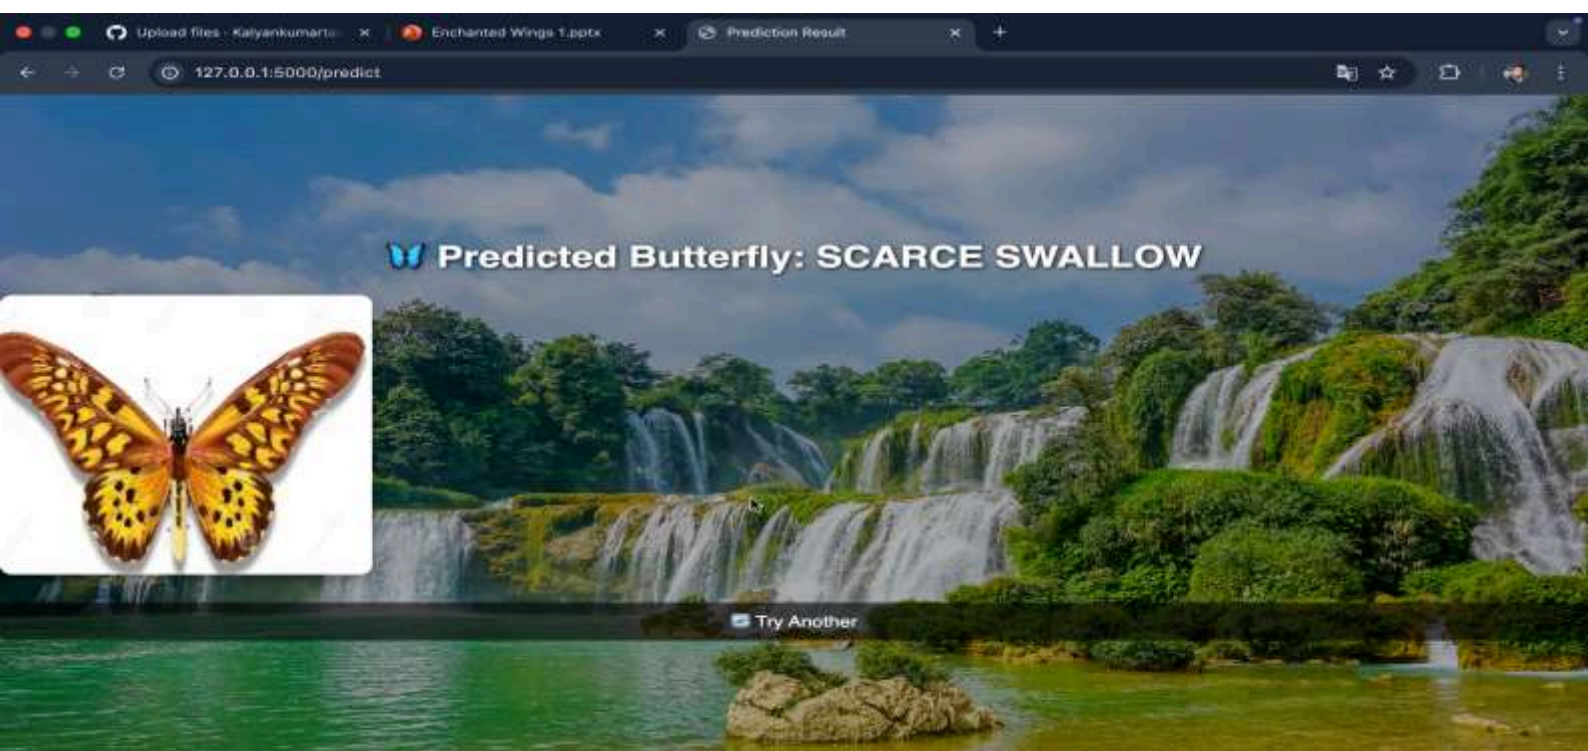 Upload files · Kalyankumarto
Enchanted Wings 1.pptx
Prediction Result
127.0.0.1:5000/predict
Predicted Butterfly: SCARCE SWALLOW
Try Another